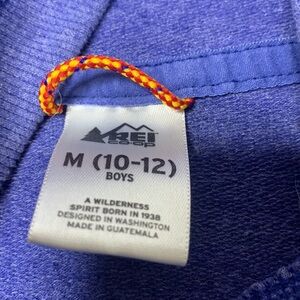 REI
co-op
M (10-12)
BOYS
A WILDERNESS
SPIRIT BORN IN 1938
DESIGNED IN WASHINGTON
MADE IN GUATEMALA